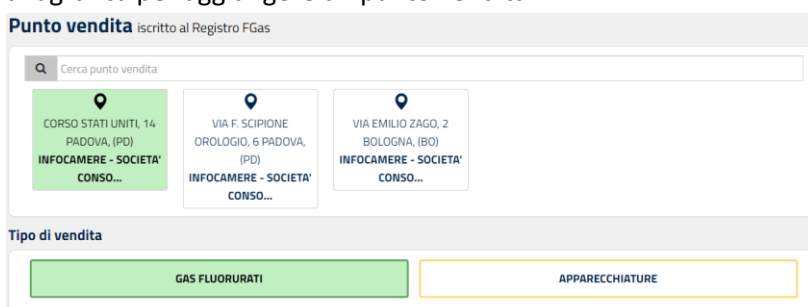 Punto vendita iscritto al Registro FGas
Cerca punto vendita
CORSO STATI UNITI, 14
PADOVA, (PD)
INFOCAMERE - SOCIETA'
CONSO...
VIA F. SCIPIONE
OROLOGIO, 6 PADOVA,
(PD)
INFOCAMERE - SOCIETA'
CONSO...
VIA EMILIO ZAGO, 2
BOLOGNA, (BO)
INFOCAMERE - SOCIETA'
CONSO...
Tipo di vendita
GAS FLUORURATI
APPARECCHIATURE